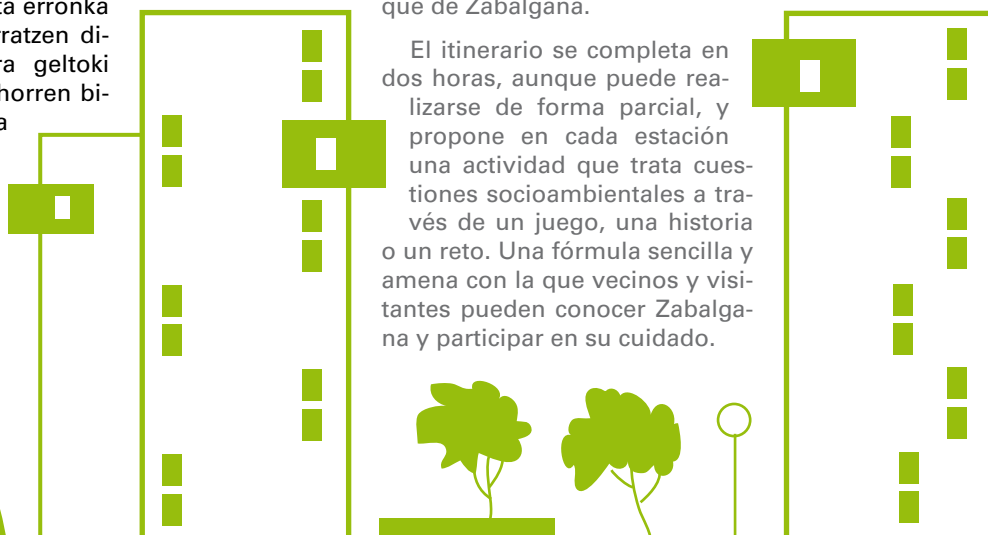 ta erronka
rratzen di-
ra geltoki
horren bi-
a
que de Zabalgana.
El itinerario se completa en
dos horas, aunque puede rea-
lizarse de forma parcial, y
propone en cada estación
una actividad que trata cues-
tiones socioambientales a tra-
vés de un juego, una historia
o un reto. Una fórmula sencilla y
amena con la que vecinos y visi-
tantes pueden conocer Zabalga-
na y participar en su cuidado.